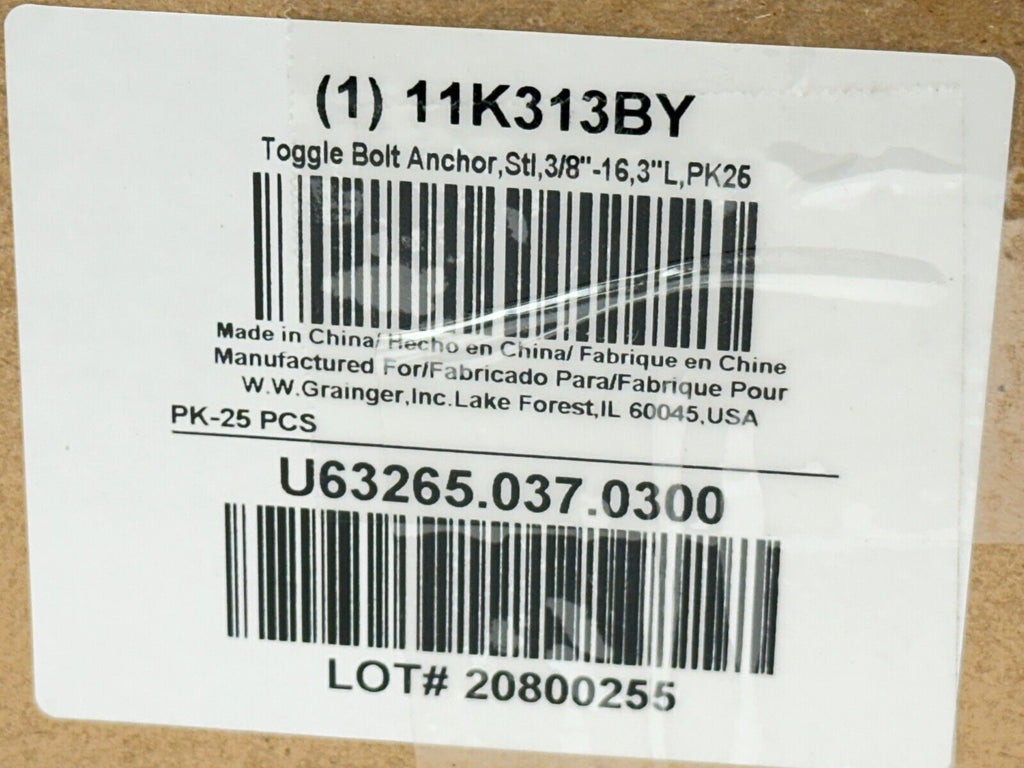 (1) 11K313BY
Toggle Bolt Anchor,Stl,3/8"-16,3"L,PK25
Made in China/ Hecho en China/ Fabrique en Chine
Manufactured For/Fabricado Para/Fabrique Pour
W.W.Grainger,Inc.Lake Forest,IL 60045,USA
PK-25 PCS
U63265.037.0300
LOT# 20800255